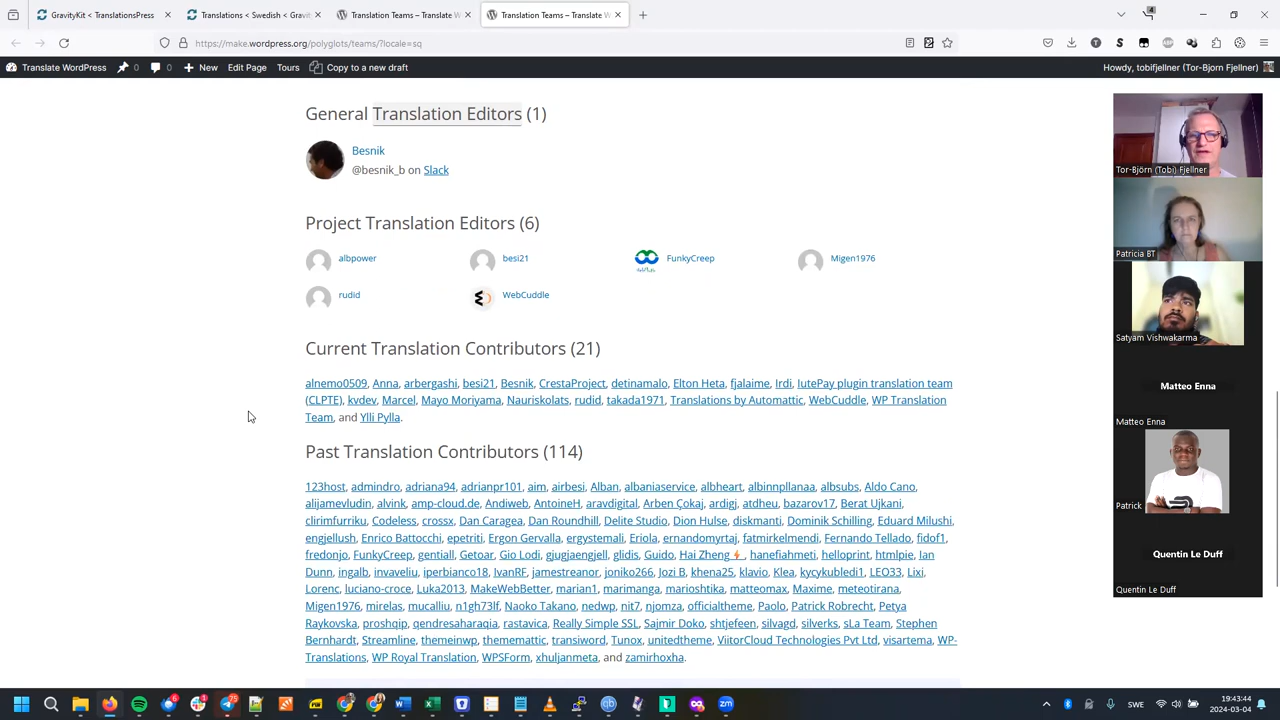 GravityKit < TranslationsPress
Translations < Swedish < Gravity
Translation Teams – Translate W
Translation Teams – Translate W
https://make.wordpress.org/polyglots/teams/?locale=sq
Translate WordPress
0
0
New
Edit Page
Tours
Copy to a new draft
Howdy, tobifjellner (Tor-Bjorn Fjellner)
General Translation Editors (1)
Besnik
@besnik_b on Slack
Project Translation Editors (6)
albpower
besi21
FunkyCreep
Migen1976
rudid
WebCuddle
Current Translation Contributors (21)
alnemo0509, Anna, arbergashi, besi21, Besnik, CrestaProject, detinamalo, Elton Heta, fjalaime, Irdi, IutePay plugin translation team
(CLPTE), kvdev, Marcel, Mayo Moriyama, Nauriskolats, rudid, takada1971, Translations by Automattic, WebCuddle, WP Translation
Team, and Ylli Pylla.
Past Translation Contributors (114)
123host, admindro, adriana94, adrianpr101, aim, airbesi, Alban, albaniaservice, albheart, albinnpllanaa, albsubs, Aldo Cano,
alijamevludin, alvink, amp-cloud.de, Andiweb, AntoineH, aravdigital, Arben Çokaj, ardigj, atdheu, bazarov17, Berat Ujkani,
clirimfurriku, Codeless, crossx, Dan Caragea, Dan Roundhill, Delite Studio, Dion Hulse, diskmanti, Dominik Schilling, Eduard Milushi,
engjellush, Enrico Battocchi, epetriti, Ergon Gervalla, ergystemali, Eriola, ernandomyrtaj, fatmirkelmendi, Fernando Tellado, fidof1,
fredonjo, FunkyCreep, gentiall, Getoar, Gio Lodi, gjugjaengjell, glidis, Guido, Hai Zheng⚡, hanefiahmeti, helloprint, htmlpie, Ian
Dunn, ingalb, invaveliu, iperbianco18, IvanRF, jamestreanor, joniko266, Jozi B, khena25, klavio, Klea, kycykubledi1, LEO33, Lixi,
Lorenc, luciano-croce, Luka2013, MakeWebBetter, marian1, marimanga, marioshtika, matteomax, Maxime, meteotirana,
Migen1976, mirelas, mucalliu, n1gh73lf, Naoko Takano, nedwp, nit7, njomza, officialtheme, Paolo, Patrick Robrecht, Petya
Raykovska, proshqip, qendresaharaqia, rastavica, Really Simple SSL, Sajmir Doko, shtjefeen, silvagd, silverks, sLa Team, Stephen
Bernhardt, Streamline, themeinwp, thememattic, transiword, Tunox, unitedtheme, ViitorCloud Technologies Pvt Ltd, visartema, WP-
Translations, WP Royal Translation, WPSForm, xhuljanmeta, and zamirhoxha.
Tor-Björn (Tobi) Fjellner
Patricia BT
Satyam Vishwakarma
Matteo Enna
Matteo Enna
Patrick
Quentin Le Duff
Quentin Le Duff
SWE
19:43:44
2024-03-04